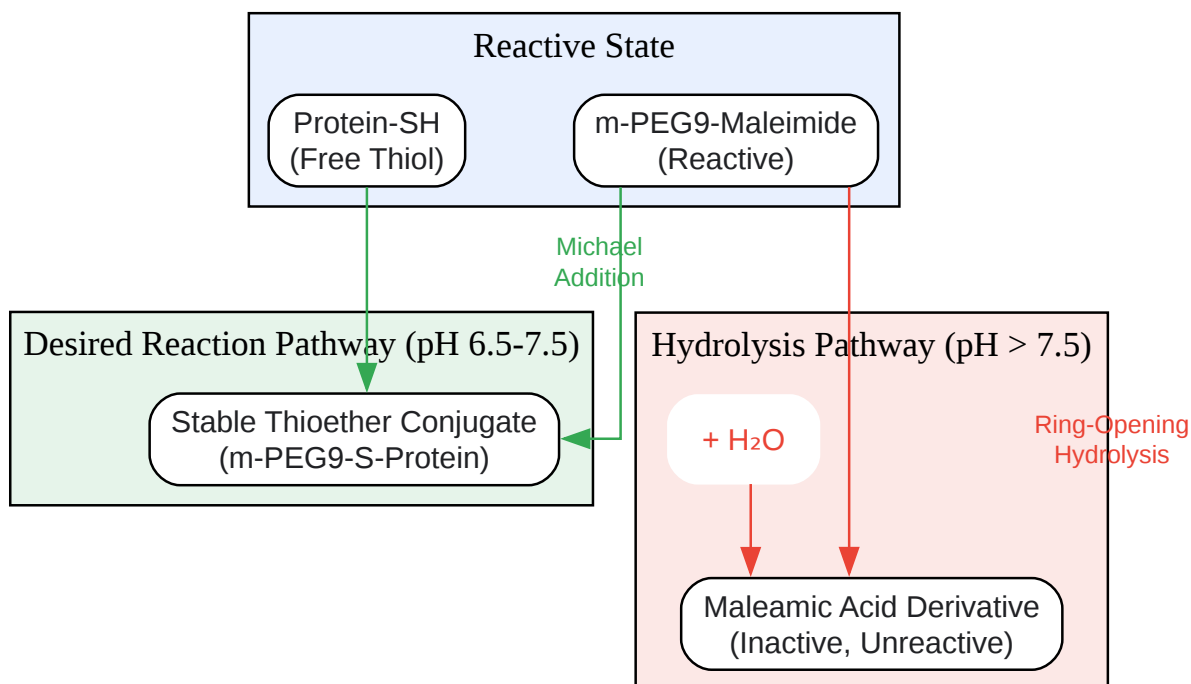 Reactive State
Protein-SH
(Free Thiol)
m-PEG9-Maleimide
(Reactive)
Michael
Addition
Desired Reaction Pathway (pH 6.5-7.5)
Stable Thioether Conjugate
(m-PEG9-S-Protein)
Hydrolysis Pathway (pH > 7.5)
+ H₂O
Ring-Opening
Hydrolysis
Maleamic Acid Derivative
(Inactive, Unreactive)